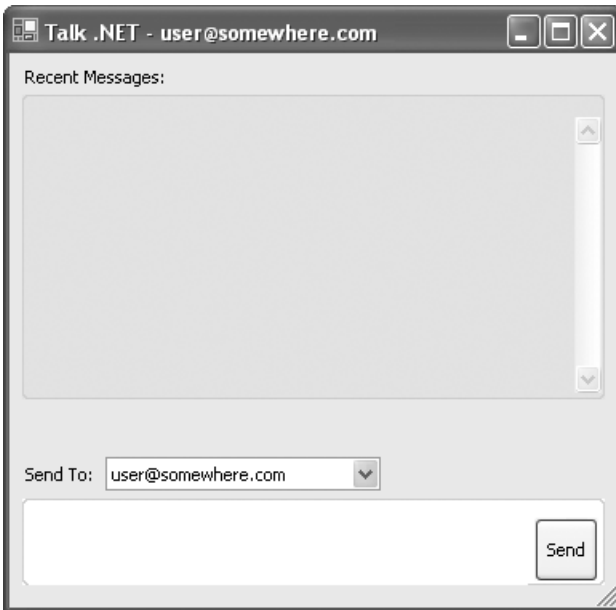 Talk .NET - user@somewhere.com
Recent Messages:
Send To: user@somewhere.com
Send